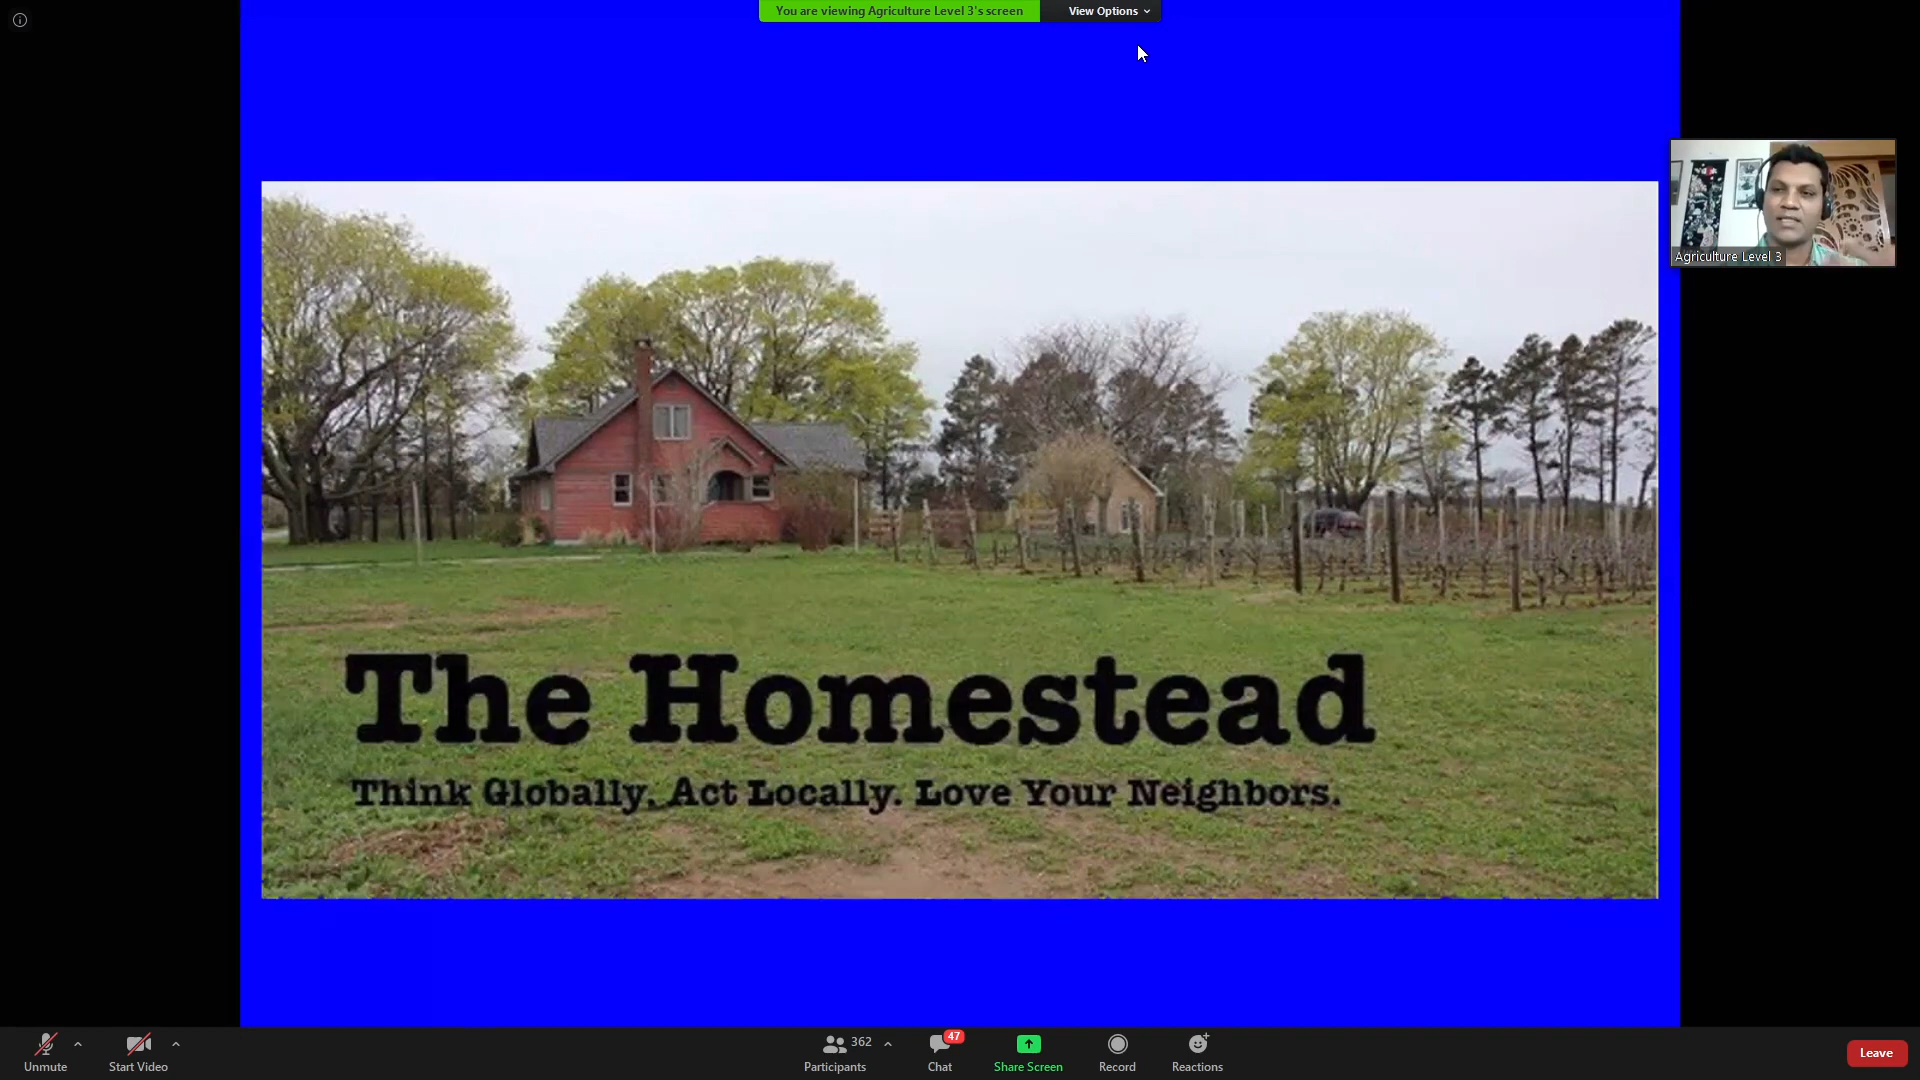 You are viewing Agriculture Level 3's screen
View Options
Agriculture Level 3
The Homestead
Think Globally. Act Locally. Love Your Neighbors.
Unmute
Start Video
362
Participants
47
Chat
Share Screen
Record
Reactions
Leave